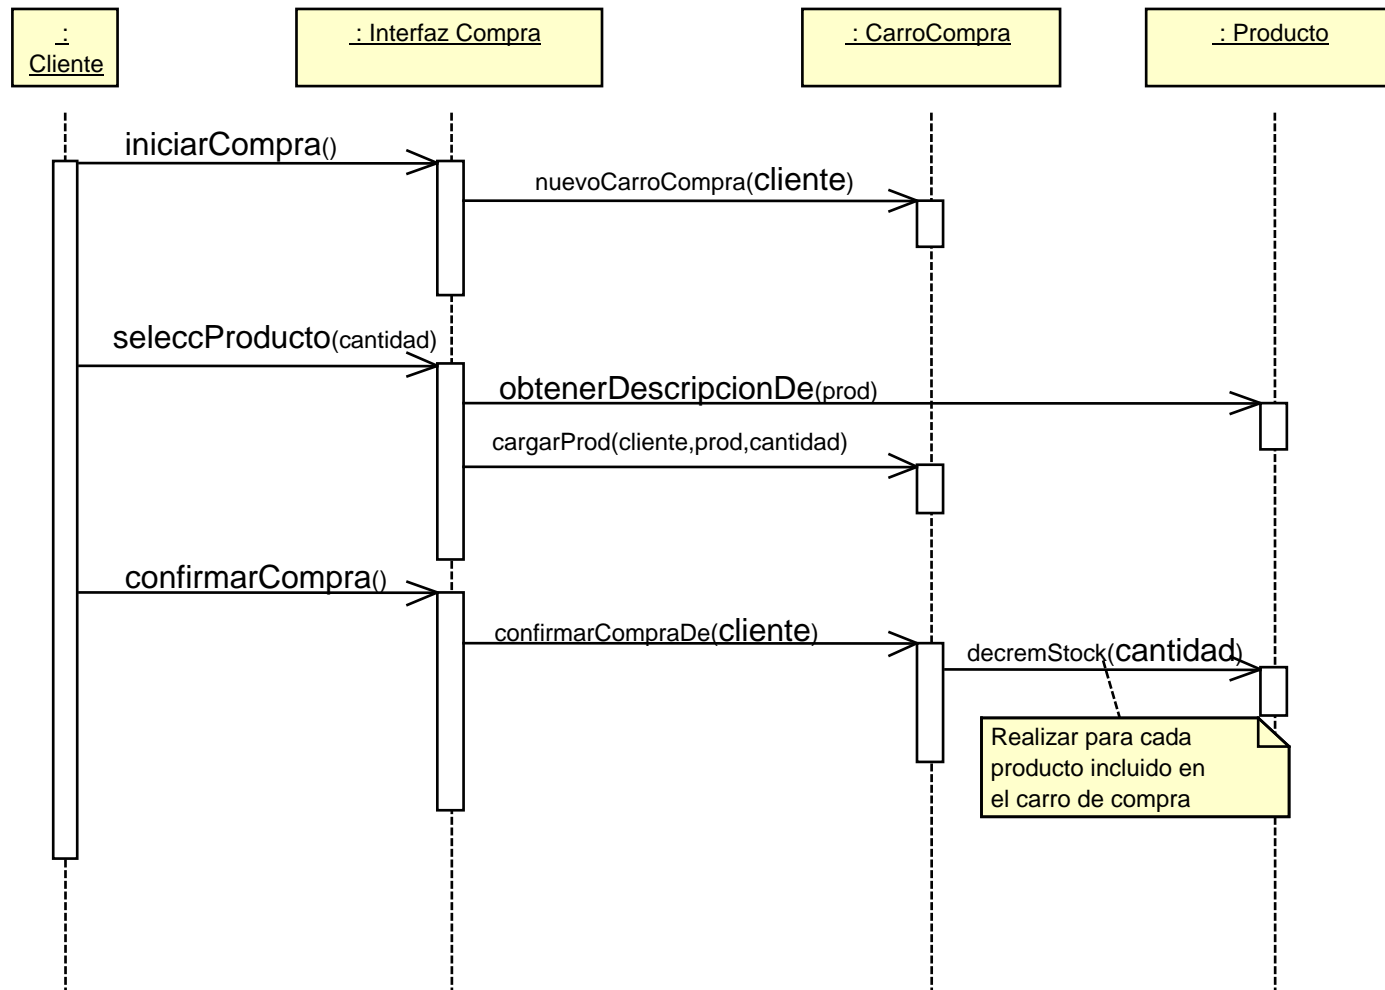 :
Cliente
: Interfaz Compra
: CarroCompra
: Producto
iniciarCompra()
nuevoCarroCompra(cliente)
seleccProducto(cantidad)
obtenerDescripcionDe(prod)
cargarProd(cliente,prod,cantidad)
confirmarCompra()
confirmarCompraDe(cliente)
decremStock(cantidad)
Realizar para cada
producto incluido en
el carro de compra